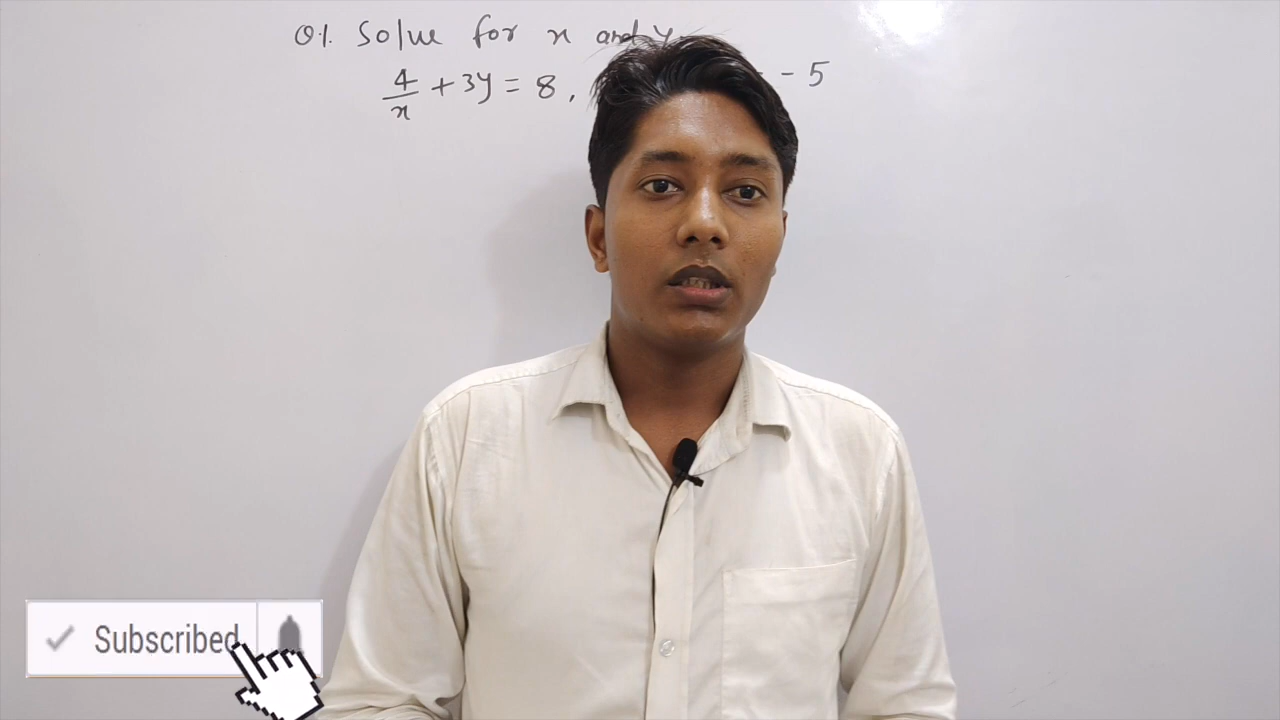 Q1. Solve for x and y.
4/x + 3y = 8, = -5
Subscribed